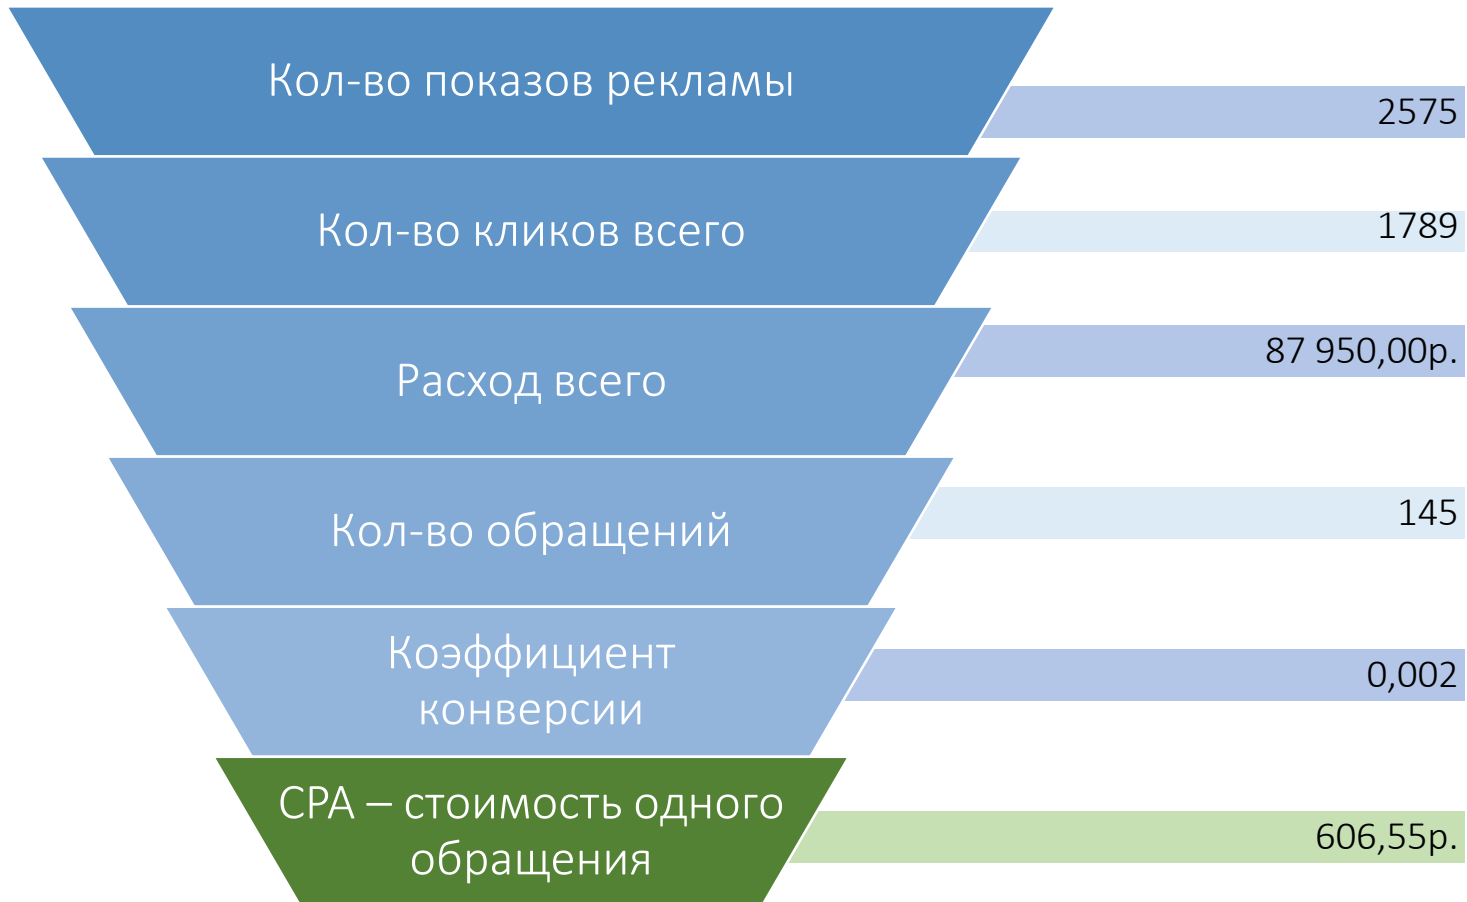 Кол-во показов рекламы
2575
Кол-во кликов всего
1789
Расход всего
87 950,00р.
Кол-во обращений
145
Коэффициент
конверсии
0,002
СРА – стоимость одного
обращения
606,55р.